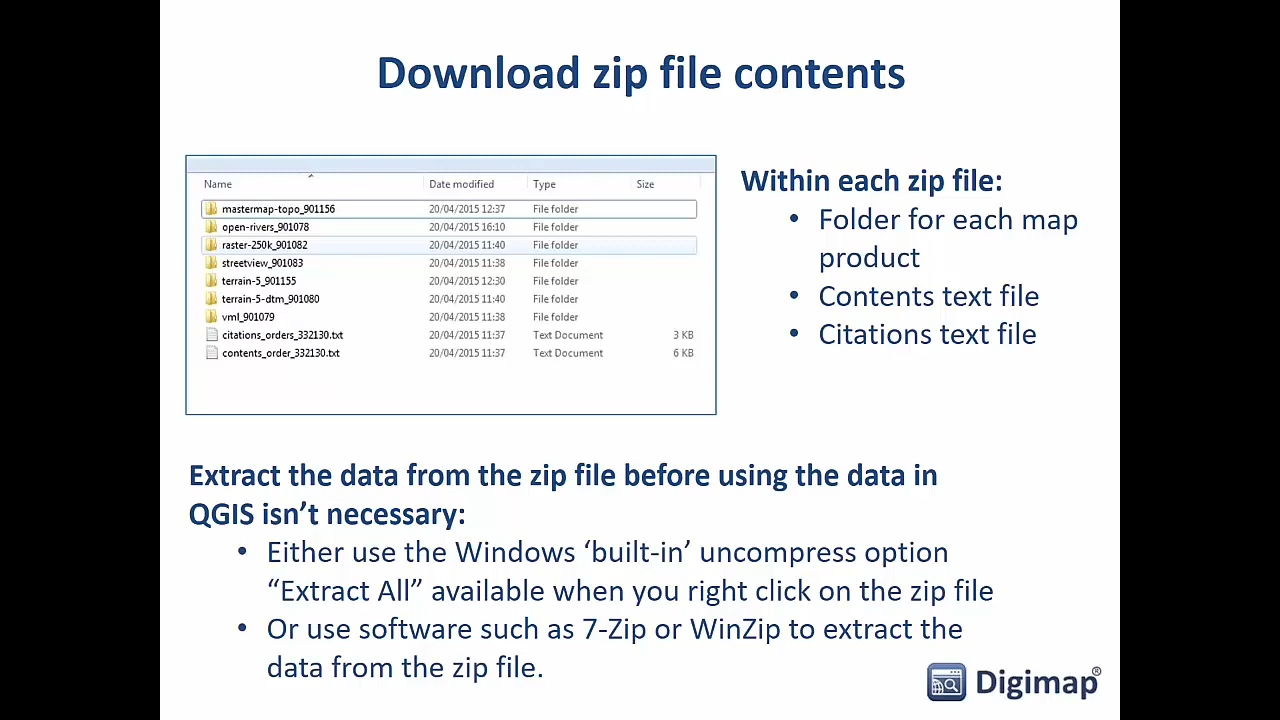 Download zip file contents
Name Date modified Type Size
mastermap-topo_901156 20/04/2015 12:37 File folder
open-rivers_901078 20/04/2015 16:10 File folder
raster-250k_901082 20/04/2015 11:40 File folder
streetview_901083 20/04/2015 11:38 File folder
terrain-5_901155 20/04/2015 12:30 File folder
terrain-5-dtm_901080 20/04/2015 11:40 File folder
vml_901079 20/04/2015 11:38 File folder
citations_orders_332130.txt 20/04/2015 11:37 Text Document 3 KB
contents_order_332130.txt 20/04/2015 11:37 Text Document 6 KB
Within each zip file:
• Folder for each map
product
• Contents text file
• Citations text file
Extract the data from the zip file before using the data in
QGIS isn’t necessary:
• Either use the Windows ‘built-in’ uncompress option
“Extract All” available when you right click on the zip file
• Or use software such as 7-Zip or WinZip to extract the
data from the zip file.
Digimap®